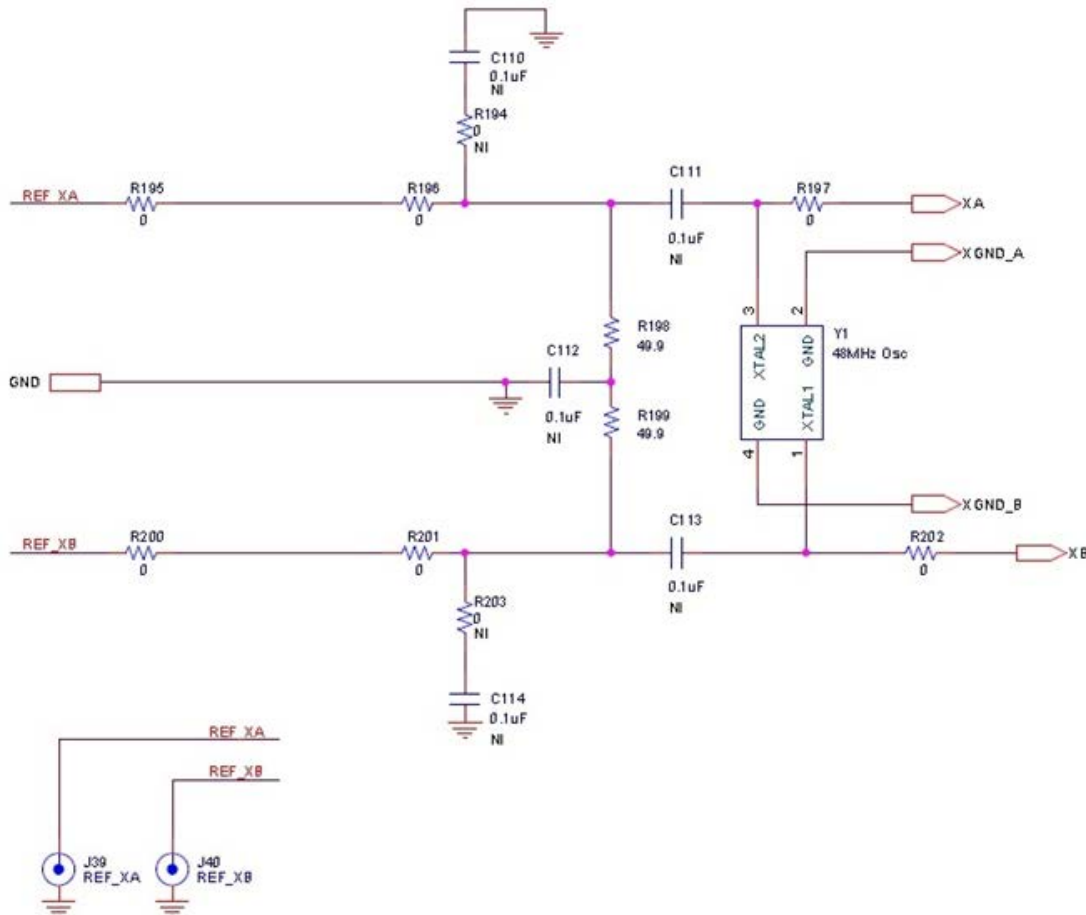 C110
0.1uF
NI
R194
0
NI
REF_XA
R195
0
R196
0
C111
0.1uF
NI
R197
0
XA
XGND_A
3
2
XTAL2
GND
GND
XTAL1
4
1
Y1
48MHz Osc
R198
49.9
C112
0.1uF
NI
GND
R199
49.9
XGND_B
REF_XB
R200
0
R201
0
C113
0.1uF
NI
R202
0
XB
R203
0
NI
C114
0.1uF
NI
REF_XA
REF_XB
J39
REF_XA
J40
REF_XB